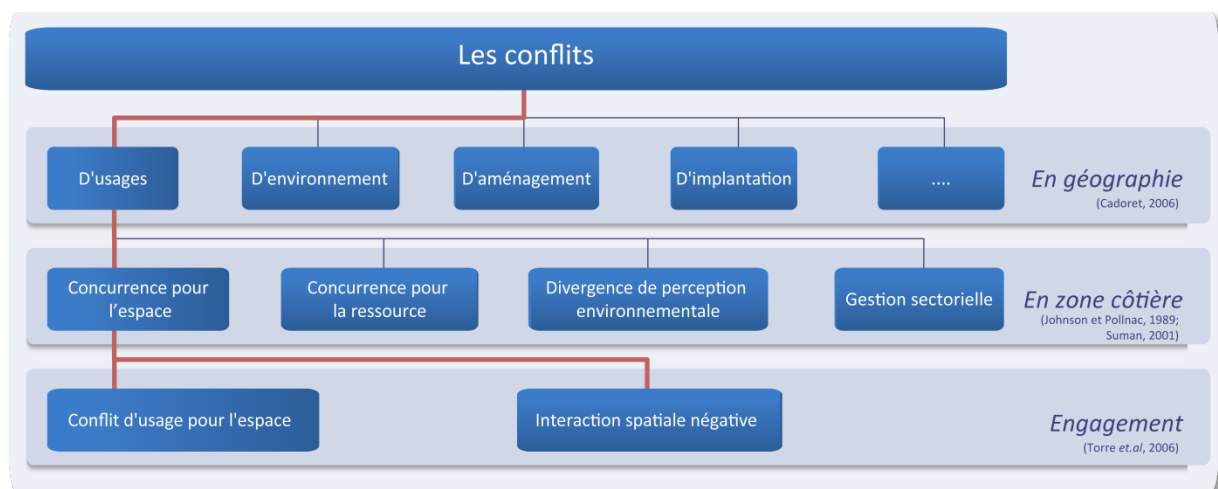 Les conflits
D'usages
D'environnement
D'aménagement
D'implantation
....
En géographie
(Cadoret, 2006)
Concurrence pour
l’espace
Concurrence pour
la ressource
Divergence de perception
environnementale
Gestion sectorielle
En zone côtière
(Johnson et Pollnac, 1989;
Suman, 2001)
Conflit d'usage pour l'espace
Interaction spatiale négative
Engagement
(Torre et.al, 2006)